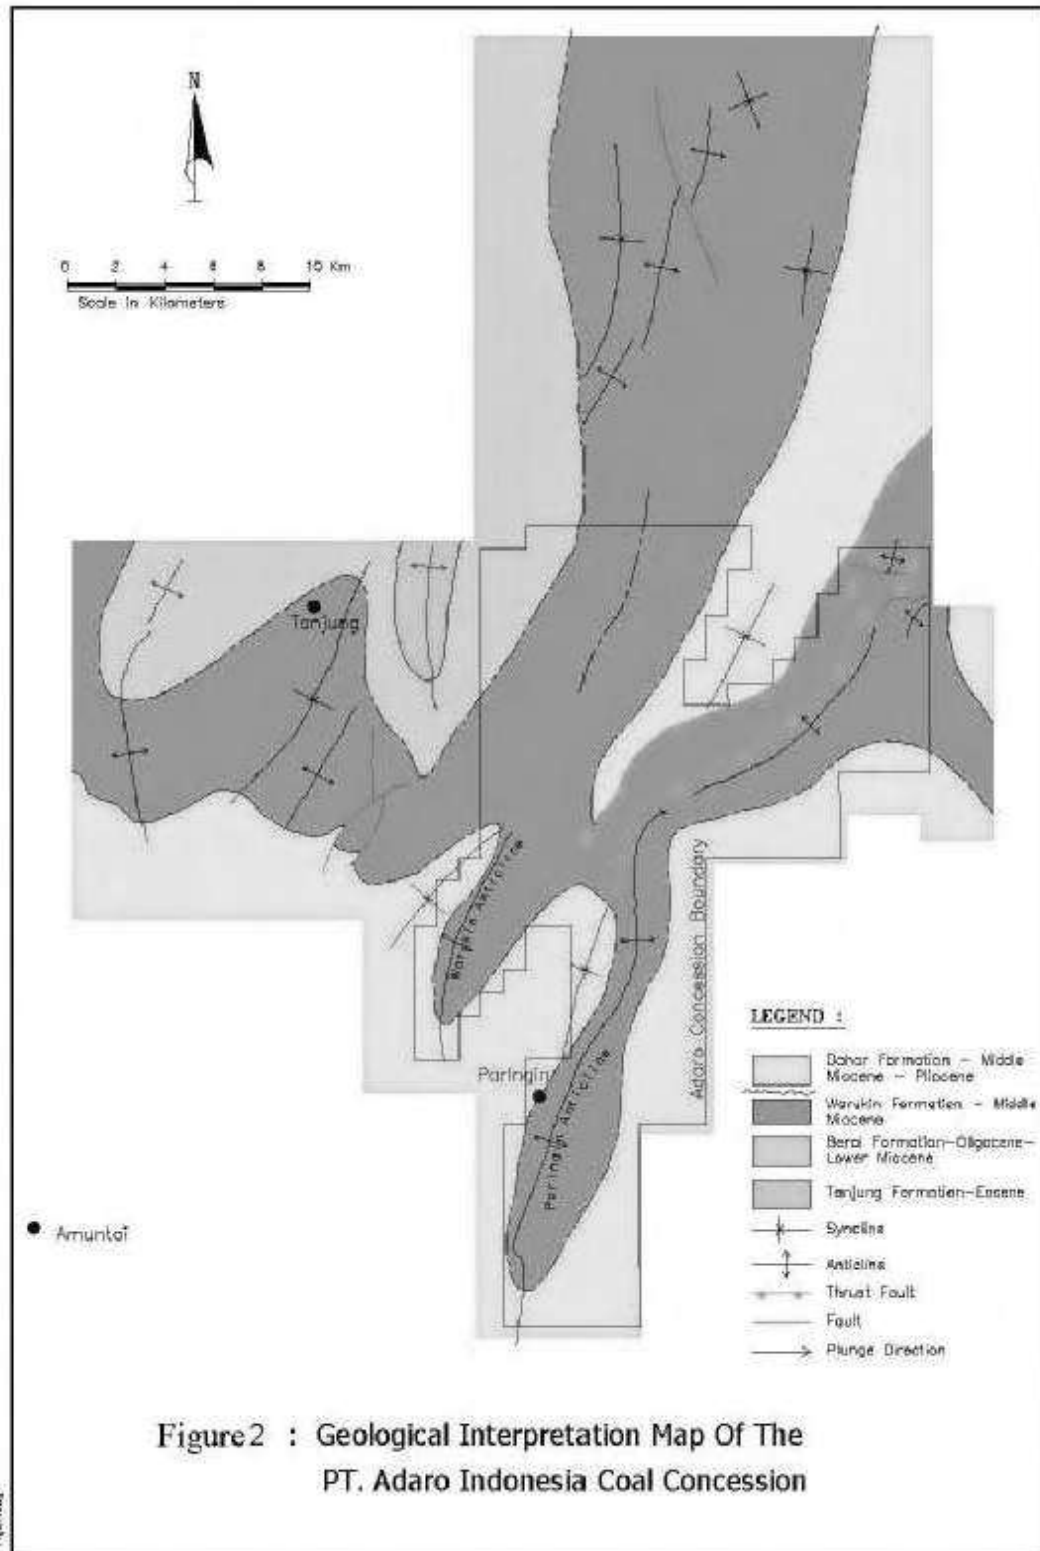 N
0 2 4 6 8 10 Km
Scale In Kilometers
Tanjung
Warukin Anticline
Adaro Concession Boundary
Paringin
Paringin Anticline
Amuntai
LEGEND :
Dahor Formation - Middle
Miocene - Pliocene
Warukin Formation - Middle
Miocene
Berai Formation-Oligocene-
Lower Miocene
Tanjung Formation-Eosene
Syncline
Anticline
Thrust Fault
Fault
Plunge Direction
Figure 2 : Geological Interpretation Map Of The
PT. Adaro Indonesia Coal Concession